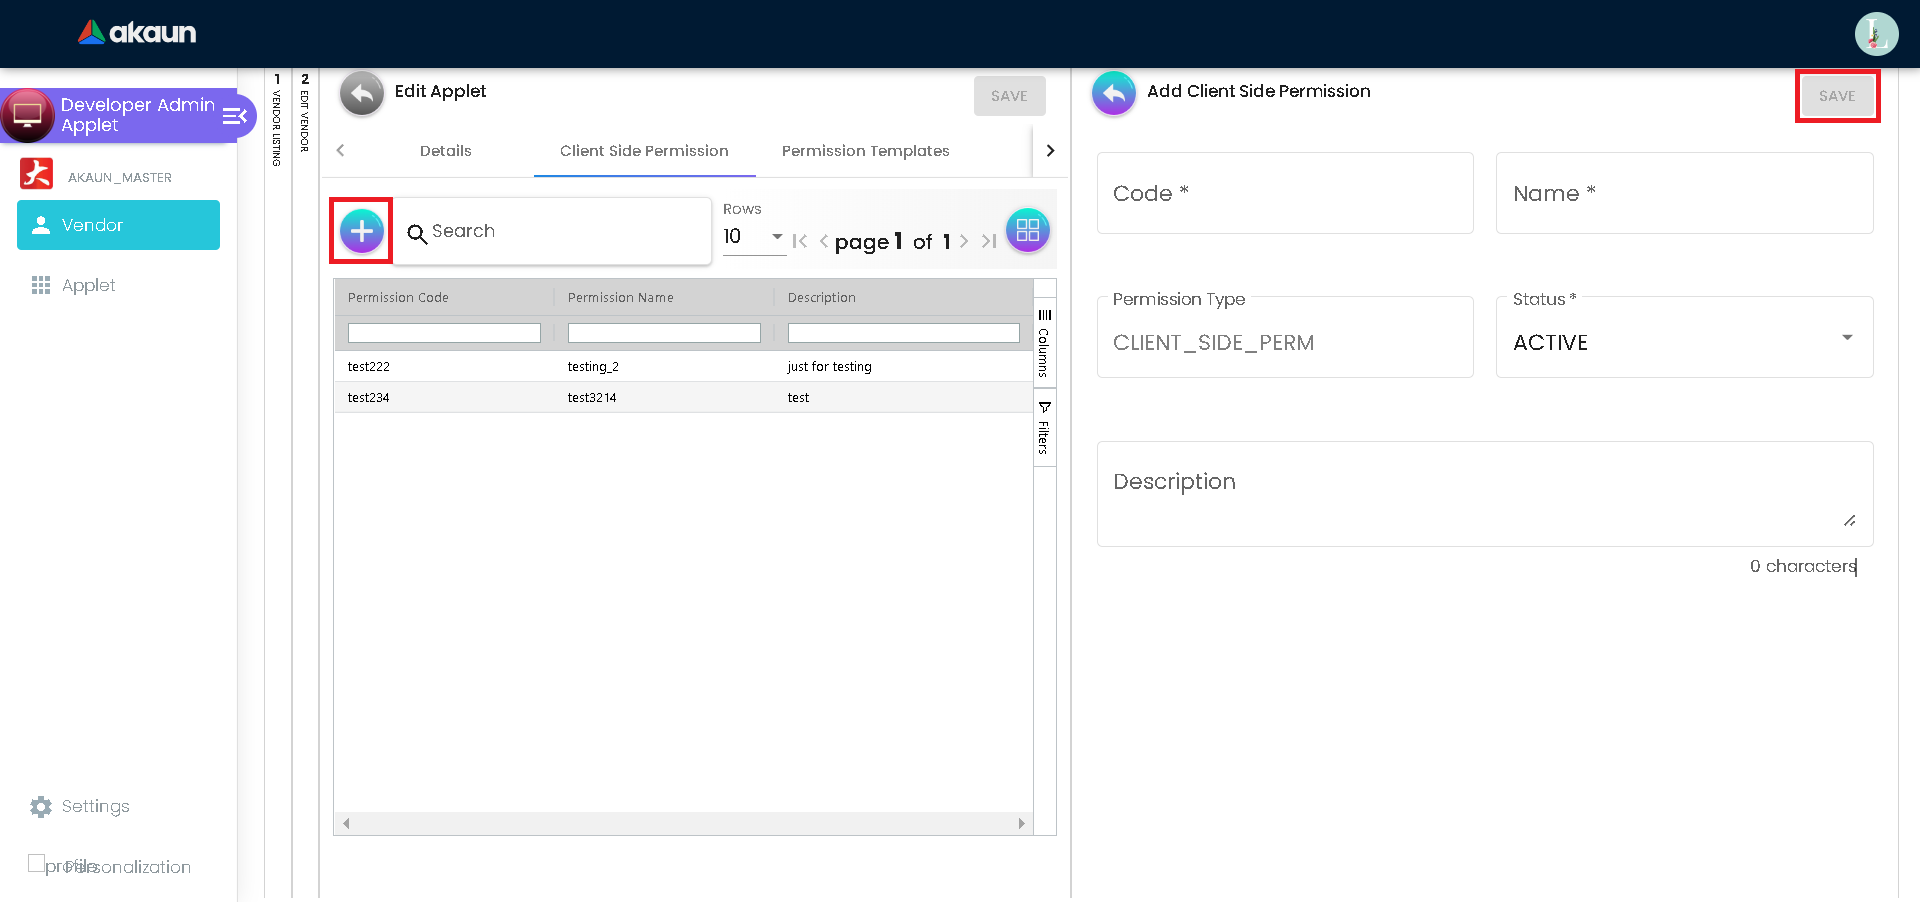 akaun
L
Developer Admin
Applet
AKAUN_MASTER
Vendor
Applet
Settings
profile
Personalization
1 VENDOR LISTING
2 EDIT VENDOR
Edit Applet
SAVE
Details
Client Side Permission
Permission Templates
Search
Rows
10
page 1 of 1
Permission Code
Permission Name
Description
test222
testing_2
just for testing
test234
test3214
test
Columns
Filters
Add Client Side Permission
SAVE
Code *
Name *
Permission Type
CLIENT_SIDE_PERM
Status *
ACTIVE
Description
0 characters